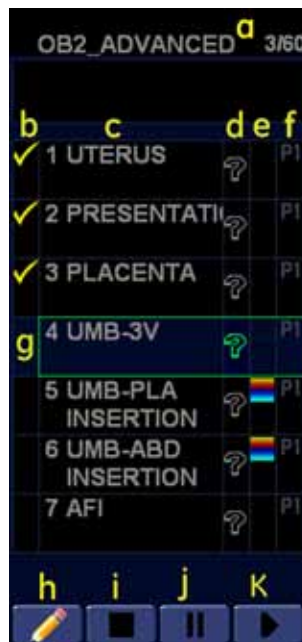 OB2_ADVANCED a 3/60
b c d e f
1 UTERUS ? P1
2 PRESENTATI ? P1
3 PLACENTA ? P1
g 4 UMB-3V ? P1
5 UMB-PLA
INSERTION ? P1
6 UMB-ABD
INSERTION ? P1
7 AFI ? P1
h i j K